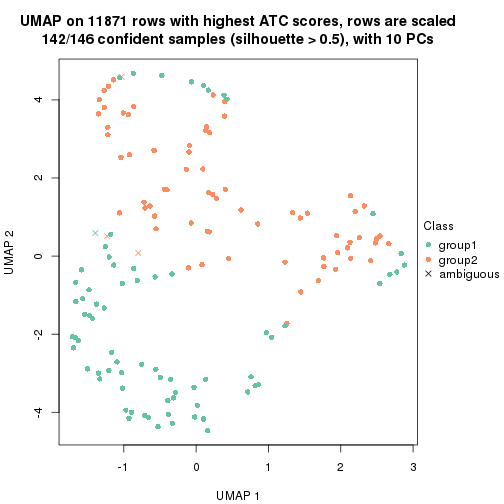 UMAP on 11871 rows with highest ATC scores, rows are scaled
142/146 confident samples (silhouette > 0.5), with 10 PCs
4
2
0
-2
-4
UMAP 2
-1
0
1
2
3
UMAP 1
Class
group1
group2
ambiguous